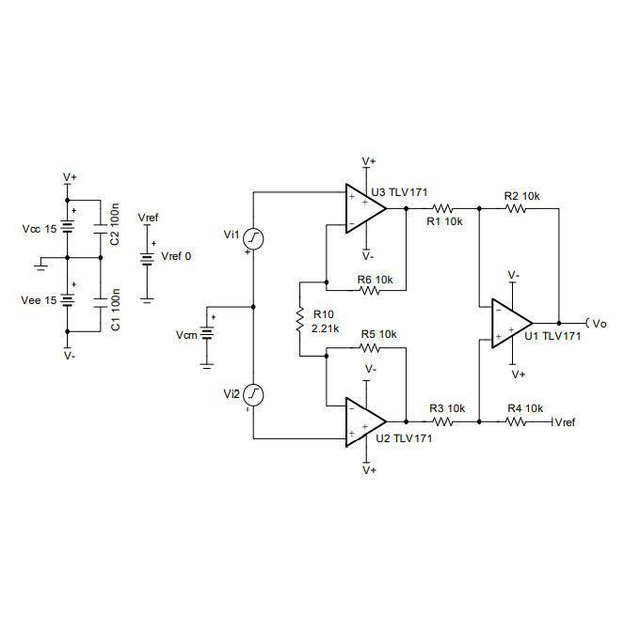 V+
Vcc 15
+
C2 100n
Vee 15
+
C1 100n
V-
Vref
+
Vref 0
V+
U3 TLV171
+
+
-
V-
Vi1
+
R6 10k
R10
2.21k
Vcm
+
R5 10k
Vi2
-
V-
-
+
+
U2 TLV171
V+
R1 10k
R2 10k
V-
-
+
+
U1 TLV171
V+
Vo
R3 10k
R4 10k
Vref